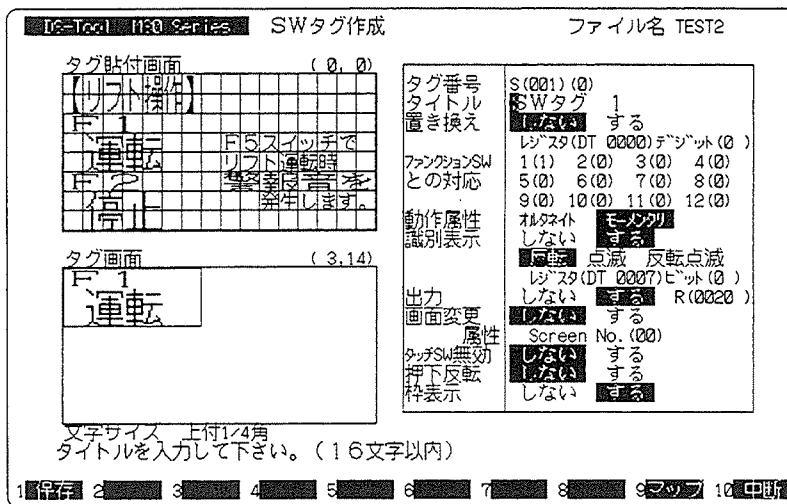 DS-Tool M30 Series SWタグ作成 ファイル名 TEST2
タグ貼付画面 ( 0, 0)
【リフト操作】
F 1
運転 F5スイッチで
リフト運転時
F 2 警報反音を
停止 発生します。
タグ画面 ( 3,14)
F 1
運転
文字サイズ 上付1/4角
タイトルを入力して下さい。(16文字以内)
タグ番号 S(001)(0)
タイトル SWタグ 1
置き換え しない する
レジスタ(DT 0000)デジット(0 )
ファンクションSW 1(1) 2(0) 3(0) 4(0)
との対応 5(0) 6(0) 7(0) 8(0)
9(0) 10(0) 11(0) 12(0)
動作属性 オルタネイト モーメンタリ
識別表示 しない する
反転 点滅 反転点滅
レジスタ(DT 0007)ビット(0 )
出力 しない する R(0020 )
画面変更 しない する
属性 Screen No.(00)
タッチSW無効 しない する
押下反転 しない する
枠表示 しない する
1 保存 2 3 4 5 6 7 8 9マップ 10 中断